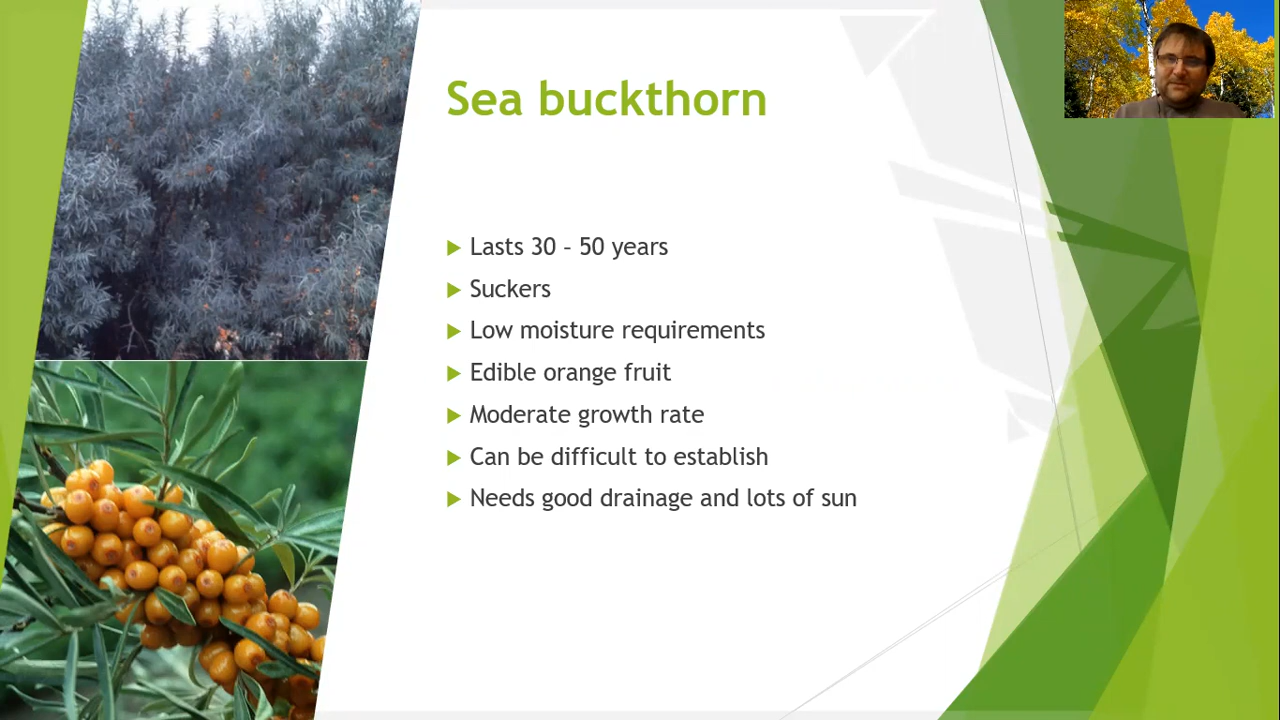 Sea buckthorn
Lasts 30 – 50 years
Suckers
Low moisture requirements
Edible orange fruit
Moderate growth rate
Can be difficult to establish
Needs good drainage and lots of sun